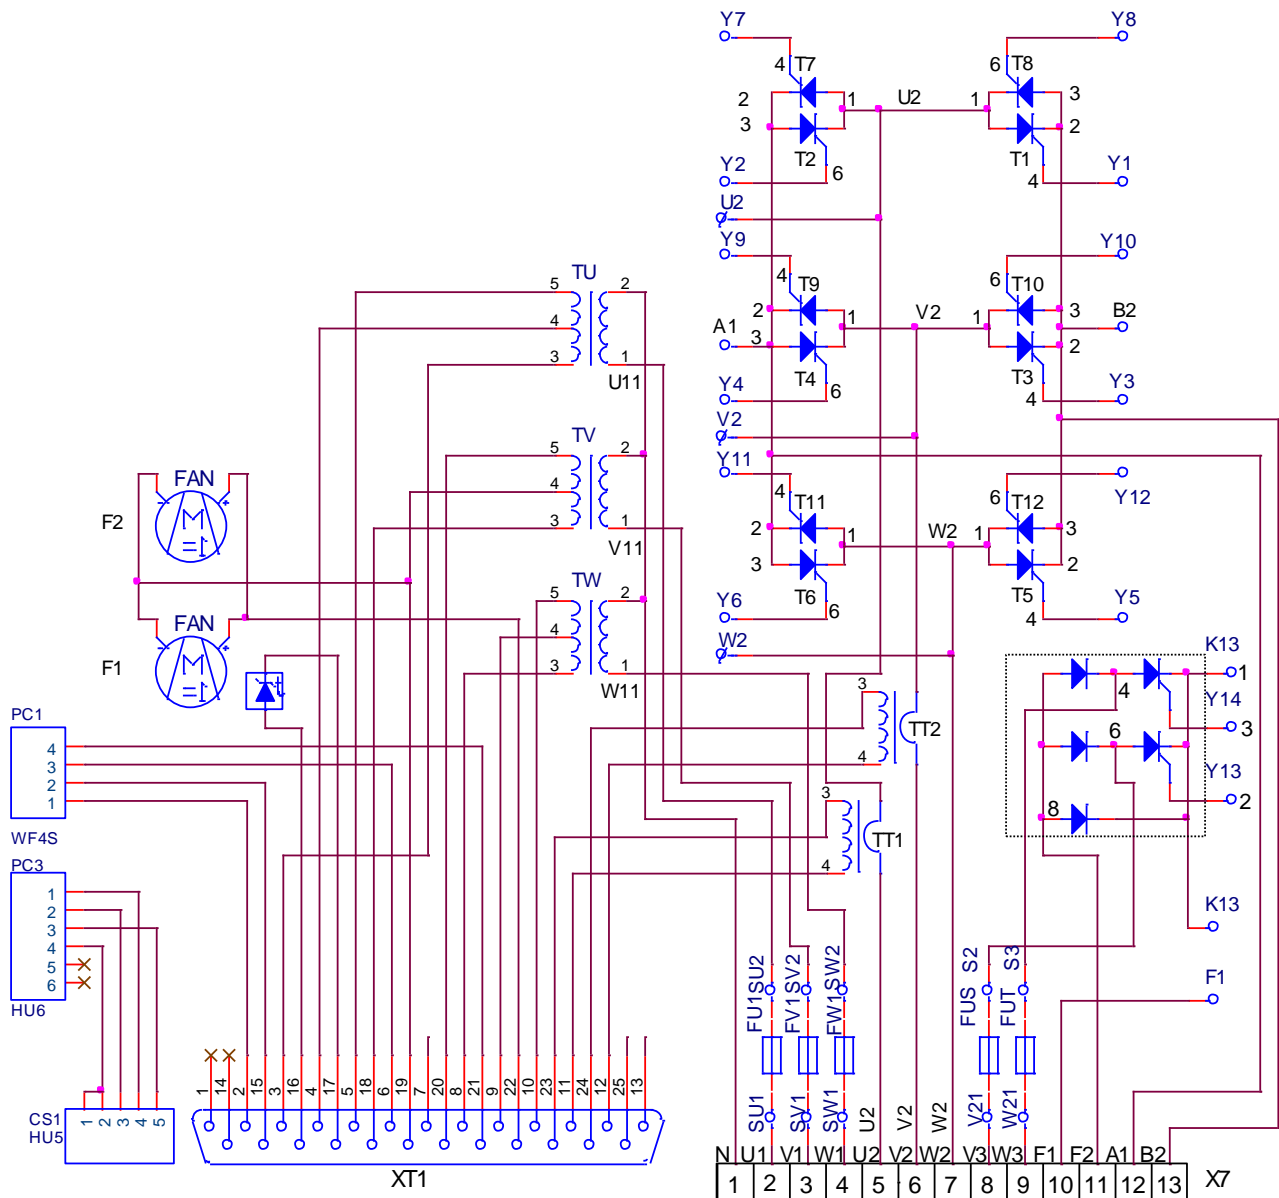 Y7
Y8
4 T7
6 T8
2 1 U2 1 3
3 2
T2 T1
Y2 6 4 Y1
U2
Y9 Y10
4 T9
6 T10
2 1 V2 1 3 B2
A1 3 2
T4 T3
Y4 6 4 Y3
V2
Y11 Y12
4 T11
6 T12
2 1 W2 1 3
3 2
T6 T5
Y6 6 4 Y5
W2
TU
5 2
4
3 1
U11
TV
5 2
4
3 1
V11
TW
5 2
4
3 1
W11
FAN
F2
M
=
FAN
F1
M
=
K13
1
4
Y14
3
6
Y13
2
8
K13
F1
3
TT2
4
3
TT1
4
PC1
4
3
2
1
WF4S
PC3
1
2
3
4
5
6
HU6
CS1
HU5
1 2 3 4 5
1 14 2 15 3 16 4 17 5 18 6 19 7 20 8 21 9 22 10 23 11 24 12 25 13
XT1
SU2 SV2 SW2 S2 S3
FU1 FV1 FW1 FUS FUT
SU1 SV1 SW1 U2 V2 W2 V21 W21
N U1 V1 W1 U2 V2 W2 V3 W3 F1 F2 A1 B2
1 2 3 4 5 6 7 8 9 10 11 12 13 X7